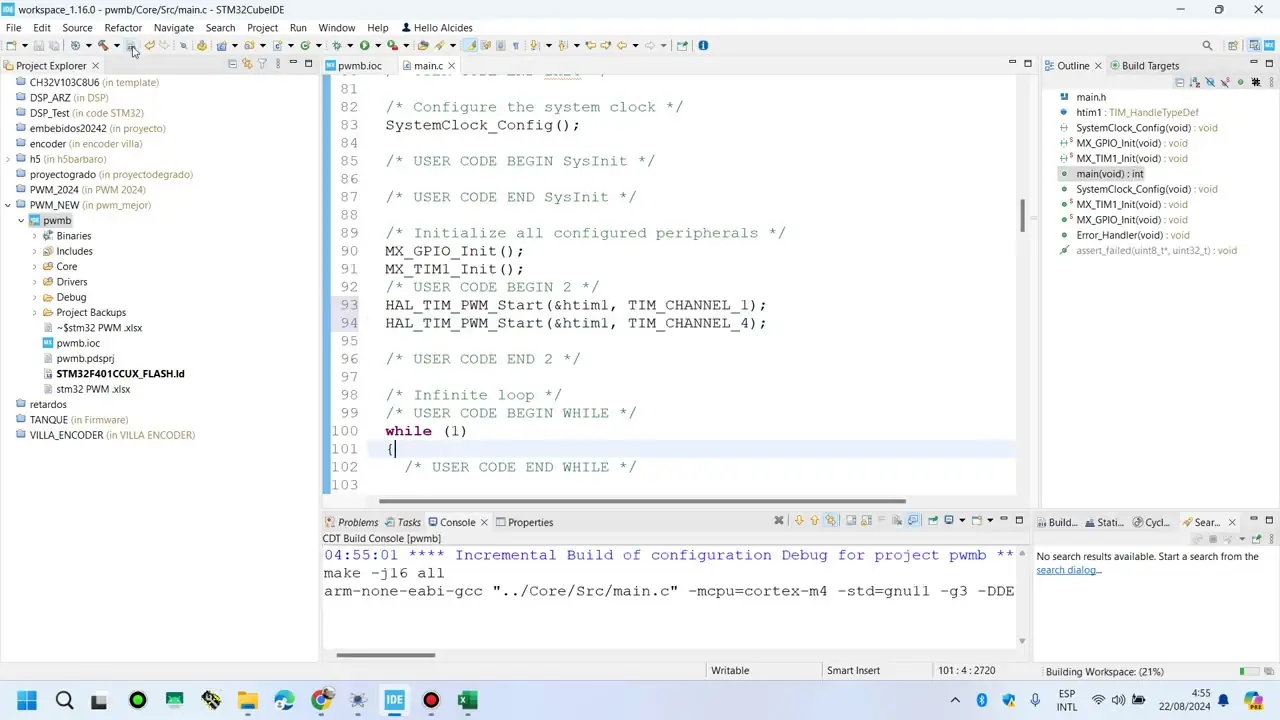 workspace_1.16.0 - pwmb/Core/Src/main.c - STM32CubeIDE
File Edit Source Refactor Navigate Search Project Run Window Help Hello Alcides
Project Explorer
CH32V103C8U6 (in template)
DSP_ARZ (in DSP)
DSP_Test (in code STM32)
embebidos20242 (in proyecto)
encoder (in encoder villa)
h5 (in h5barbaro)
proyectogrado (in proyectodegrado)
PWM_2024 (in PWM 2024)
PWM_NEW (in pwm_mejor)
pwmb
Binaries
Includes
Core
Drivers
Debug
Project Backups
~$stm32 PWM .xlsx
pwmb.ioc
pwmb.pdsprj
STM32F401CCUX_FLASH.ld
stm32 PWM .xlsx
retardos
TANQUE (in Firmware)
VILLA_ENCODER (in VILLA ENCODER)
pwmb.ioc main.c
81
82 /* Configure the system clock */
83 SystemClock_Config();
84
85 /* USER CODE BEGIN SysInit */
86
87 /* USER CODE END SysInit */
88
89 /* Initialize all configured peripherals */
90 MX_GPIO_Init();
91 MX_TIM1_Init();
92 /* USER CODE BEGIN 2 */
93 HAL_TIM_PWM_Start(&htim1, TIM_CHANNEL_1);
94 HAL_TIM_PWM_Start(&htim1, TIM_CHANNEL_4);
95
96 /* USER CODE END 2 */
97
98 /* Infinite loop */
99 /* USER CODE BEGIN WHILE */
100 while (1)
101 {
102 /* USER CODE END WHILE */
103
Outline Build Targets
main.h
htim1 : TIM_HandleTypeDef
SystemClock_Config(void) : void
MX_GPIO_Init(void) : void
MX_TIM1_Init(void) : void
main(void) : int
SystemClock_Config(void) : void
MX_TIM1_Init(void) : void
MX_GPIO_Init(void) : void
Error_Handler(void) : void
assert_failed(uint8_t*, uint32_t) : void
Problems Tasks Console Properties
CDT Build Console [pwmb]
04:55:01 **** Incremental Build of configuration Debug for project pwmb **
make -j16 all
arm-none-eabi-gcc "../Core/Src/main.c" -mcpu=cortex-m4 -std=gnu11 -g3 -DDE
Build... Stati... Cycl... Sear...
No search results available. Start a search from the
search dialog...
Writable Smart Insert 101 : 4 : 2720 Building Workspace: (21%)
IDE
ESP
INTL
4:55
22/08/2024